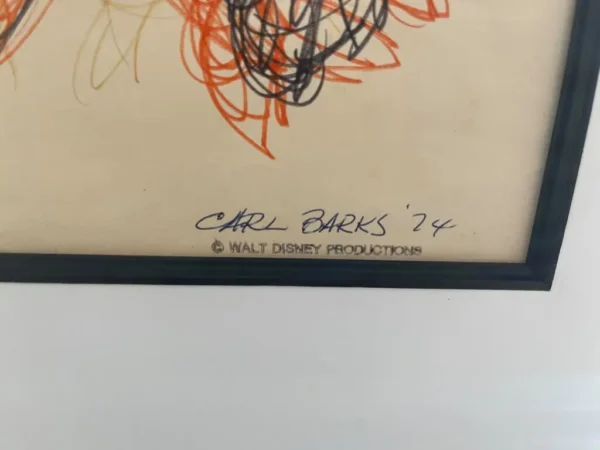 CARL BARKS '74
© WALT DISNEY PRODUCTIONS